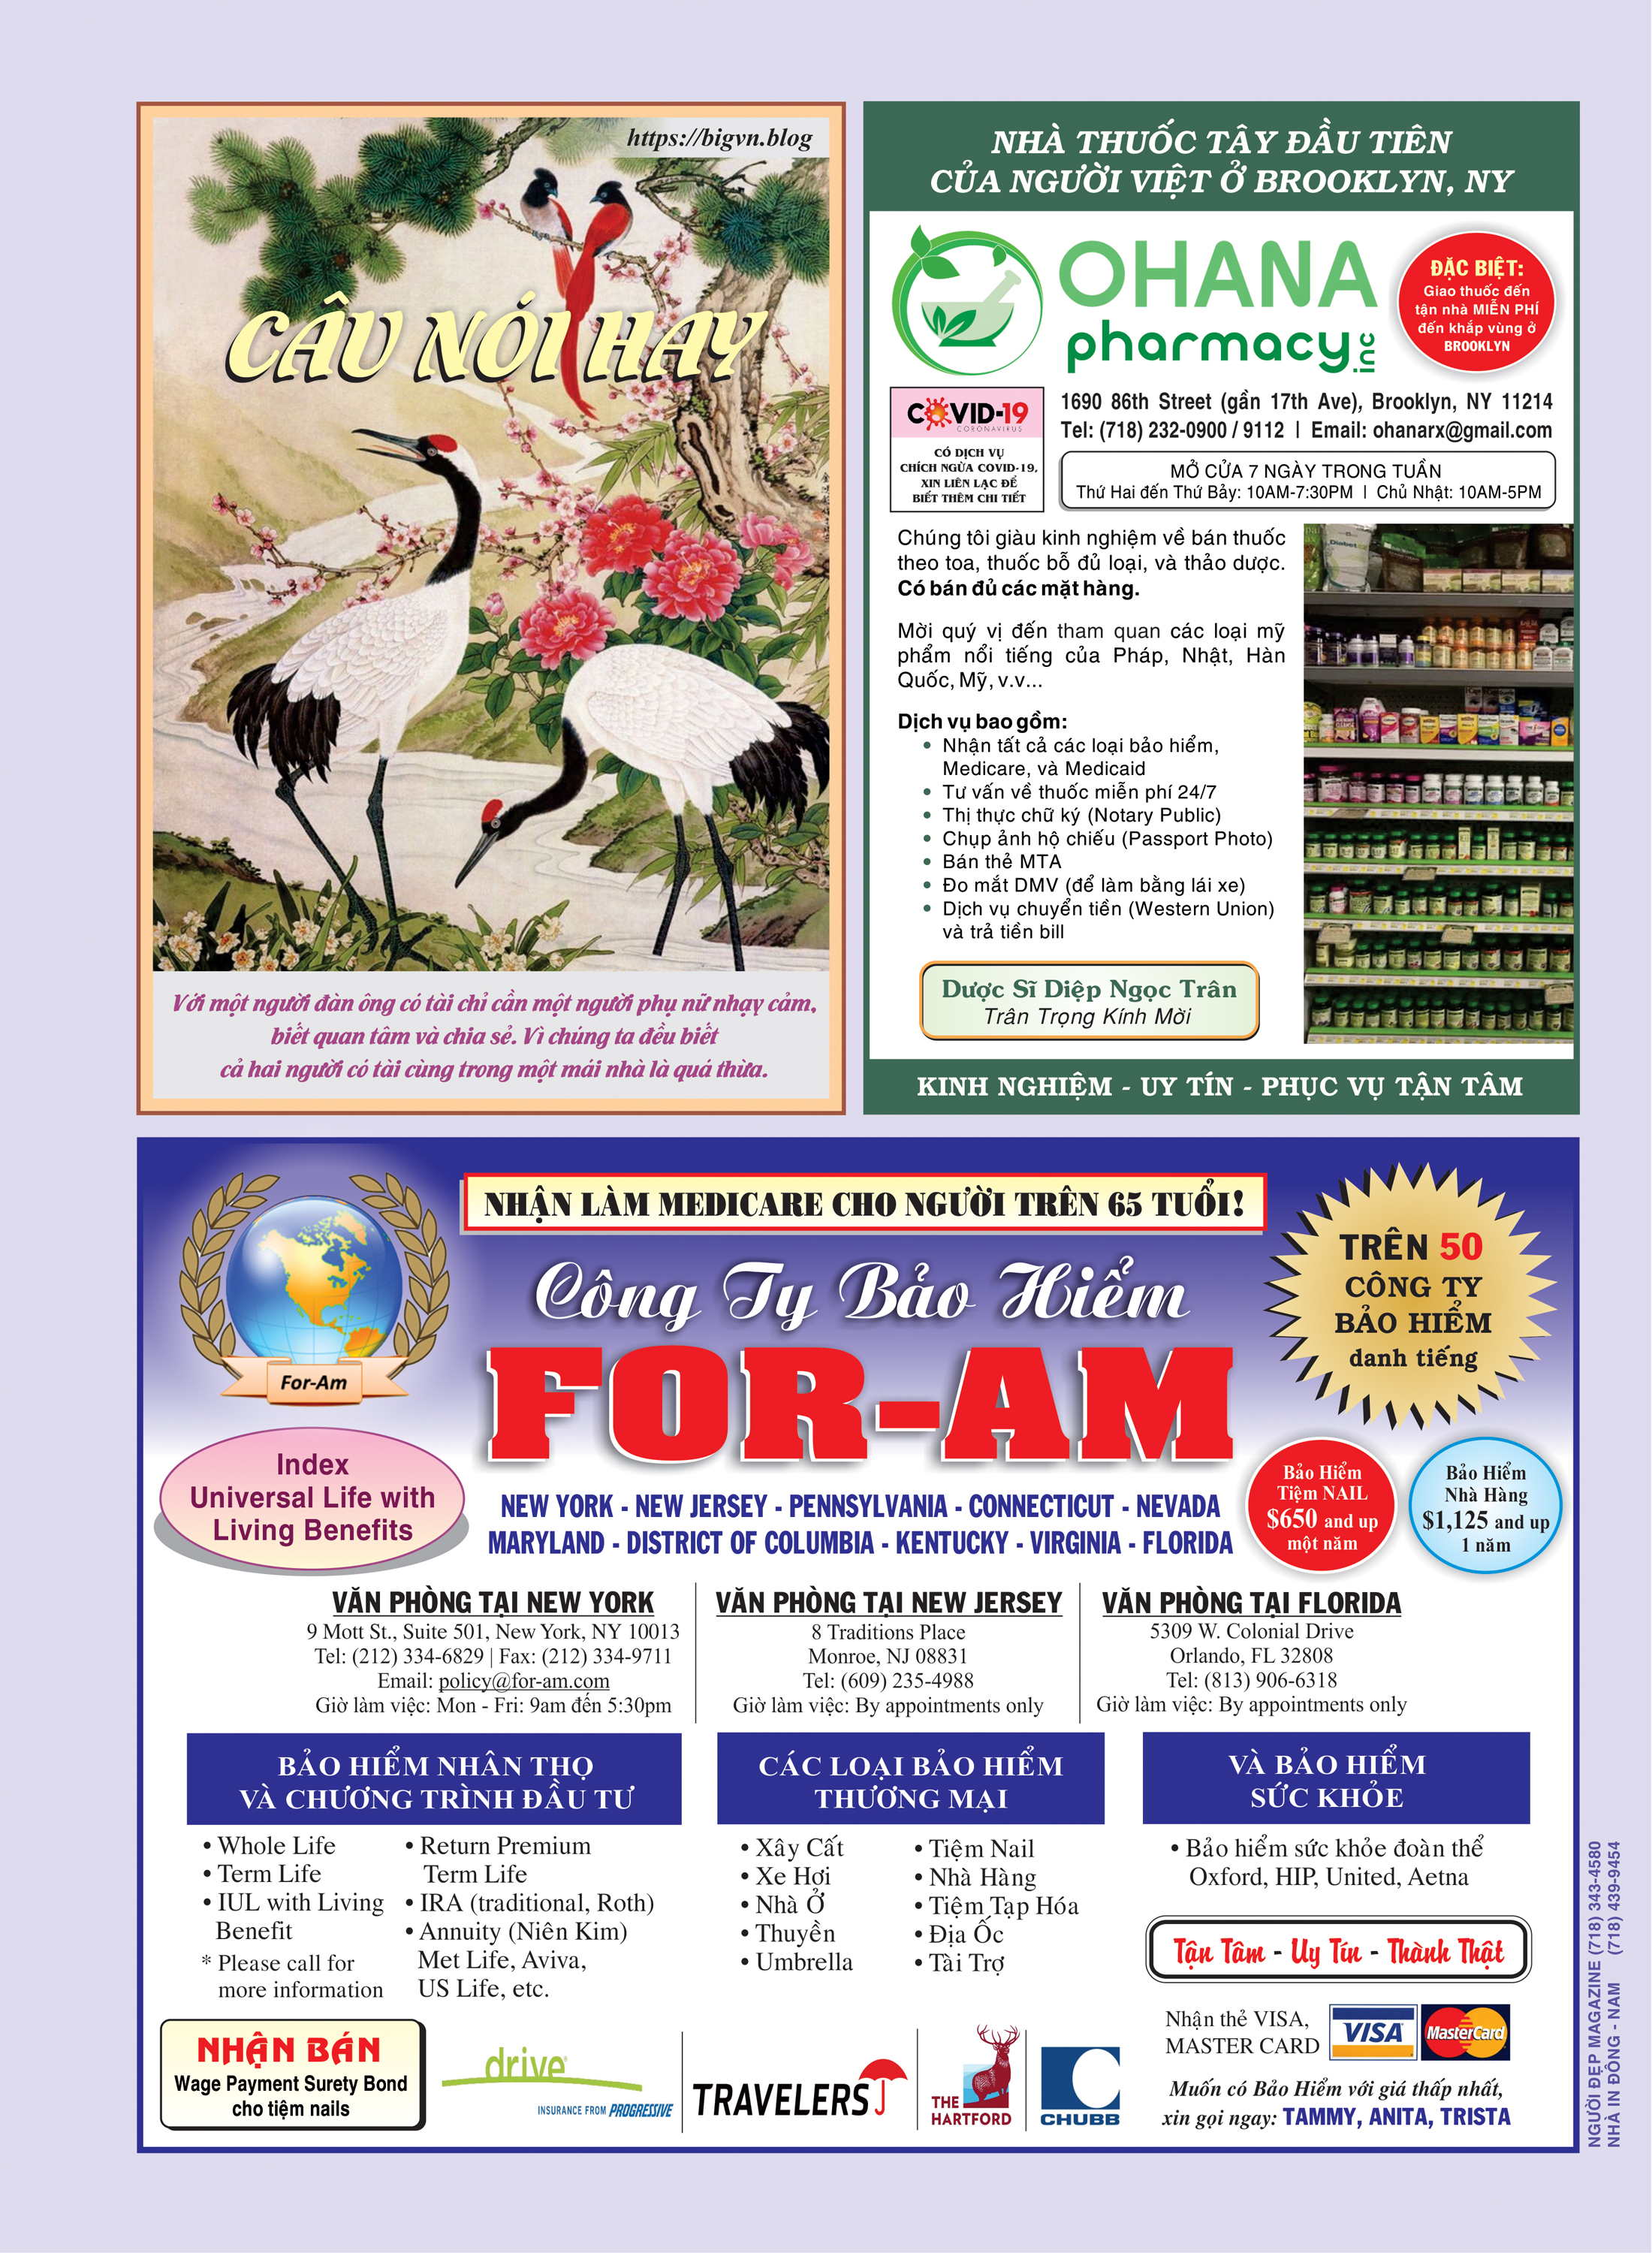 https://bigvn.blog
CÂU NÓI HAY
Với một người đàn ông có tài chỉ cần một người phụ nữ nhạy cảm,
biết quan tâm và chia sẻ. Vì chúng ta đều biết
cả hai người có tài cùng trong một mái nhà là quá thừa.
NHÀ THUỐC TÂY ĐẦU TIÊN
CỦA NGƯỜI VIỆT Ở BROOKLYN, NY
OHANA
pharmacy inc
ĐẶC BIỆT:
Giao thuốc đến
tận nhà MIỄN PHÍ
đến khắp vùng ở
BROOKLYN
COVID-19
CORONAVIRUS
CÓ DỊCH VỤ
CHÍCH NGỪA COVID-19,
XIN LIÊN LẠC ĐỂ
BIẾT THÊM CHI TIẾT
1690 86th Street (gần 17th Ave), Brooklyn, NY 11214
Tel: (718) 232-0900 / 9112 | Email: ohanarx@gmail.com
MỞ CỬA 7 NGÀY TRONG TUẦN
Thứ Hai đến Thứ Bảy: 10AM-7:30PM | Chủ Nhật: 10AM-5PM
Chúng tôi giàu kinh nghiệm về bán thuốc
theo toa, thuốc bổ đủ loại, và thảo dược.
Có bán đủ các mặt hàng.
Mời quý vị đến tham quan các loại mỹ
phẩm nổi tiếng của Pháp, Nhật, Hàn
Quốc, Mỹ, v.v...
Dịch vụ bao gồm:
• Nhận tất cả các loại bảo hiểm,
Medicare, và Medicaid
• Tư vấn về thuốc miễn phí 24/7
• Thị thực chữ ký (Notary Public)
• Chụp ảnh hộ chiếu (Passport Photo)
• Bán thẻ MTA
• Đo mắt DMV (để làm bằng lái xe)
• Dịch vụ chuyển tiền (Western Union)
và trả tiền bill
Dược Sĩ Diệp Ngọc Trân
Trân Trọng Kính Mời
KINH NGHIỆM - UY TÍN - PHỤC VỤ TẬN TÂM
For-Am
NHẬN LÀM MEDICARE CHO NGƯỜI TRÊN 65 TUỔI!
Công Ty Bảo Hiểm
FOR-AM
TRÊN 50
CÔNG TY
BẢO HIỂM
danh tiếng
Index
Universal Life with
Living Benefits
NEW YORK - NEW JERSEY - PENNSYLVANIA - CONNECTICUT - NEVADA
MARYLAND - DISTRICT OF COLUMBIA - KENTUCKY - VIRGINIA - FLORIDA
Bảo Hiểm
Tiệm NAIL
$650 and up
một năm
Bảo Hiểm
Nhà Hàng
$1,125 and up
1 năm
VĂN PHÒNG TẠI NEW YORK
9 Mott St., Suite 501, New York, NY 10013
Tel: (212) 334-6829 | Fax: (212) 334-9711
Email: policy@for-am.com
Giờ làm việc: Mon - Fri: 9am đến 5:30pm
VĂN PHÒNG TẠI NEW JERSEY
8 Traditions Place
Monroe, NJ 08831
Tel: (609) 235-4988
Giờ làm việc: By appointments only
VĂN PHÒNG TẠI FLORIDA
5309 W. Colonial Drive
Orlando, FL 32808
Tel: (813) 906-6318
Giờ làm việc: By appointments only
BẢO HIỂM NHÂN THỌ
VÀ CHƯƠNG TRÌNH ĐẦU TƯ
• Whole Life
• Term Life
• IUL with Living
Benefit
* Please call for
more information
• Return Premium
Term Life
• IRA (traditional, Roth)
• Annuity (Niên Kim)
Met Life, Aviva,
US Life, etc.
CÁC LOẠI BẢO HIỂM
THƯƠNG MẠI
• Xây Cất
• Xe Hơi
• Nhà Ở
• Thuyền
• Umbrella
• Tiệm Nail
• Nhà Hàng
• Tiệm Tạp Hóa
• Địa Ốc
• Tài Trợ
VÀ BẢO HIỂM
SỨC KHỎE
• Bảo hiểm sức khỏe đoàn thể
Oxford, HIP, United, Aetna
Tận Tâm - Uy Tín - Thành Thật
Nhận thẻ VISA,
MASTER CARD
VISA
MasterCard
Muốn có Bảo Hiểm với giá thấp nhất,
xin gọi ngay: TAMMY, ANITA, TRISTA
NHẬN BÁN
Wage Payment Surety Bond
cho tiệm nails
drive
INSURANCE FROM PROGRESSIVE
TRAVELERS
THE
HARTFORD
CHUBB
NGƯỜI ĐẸP MAGAZINE (718) 343-4580
NHÀ IN ĐÔNG - NAM (718) 439-9454